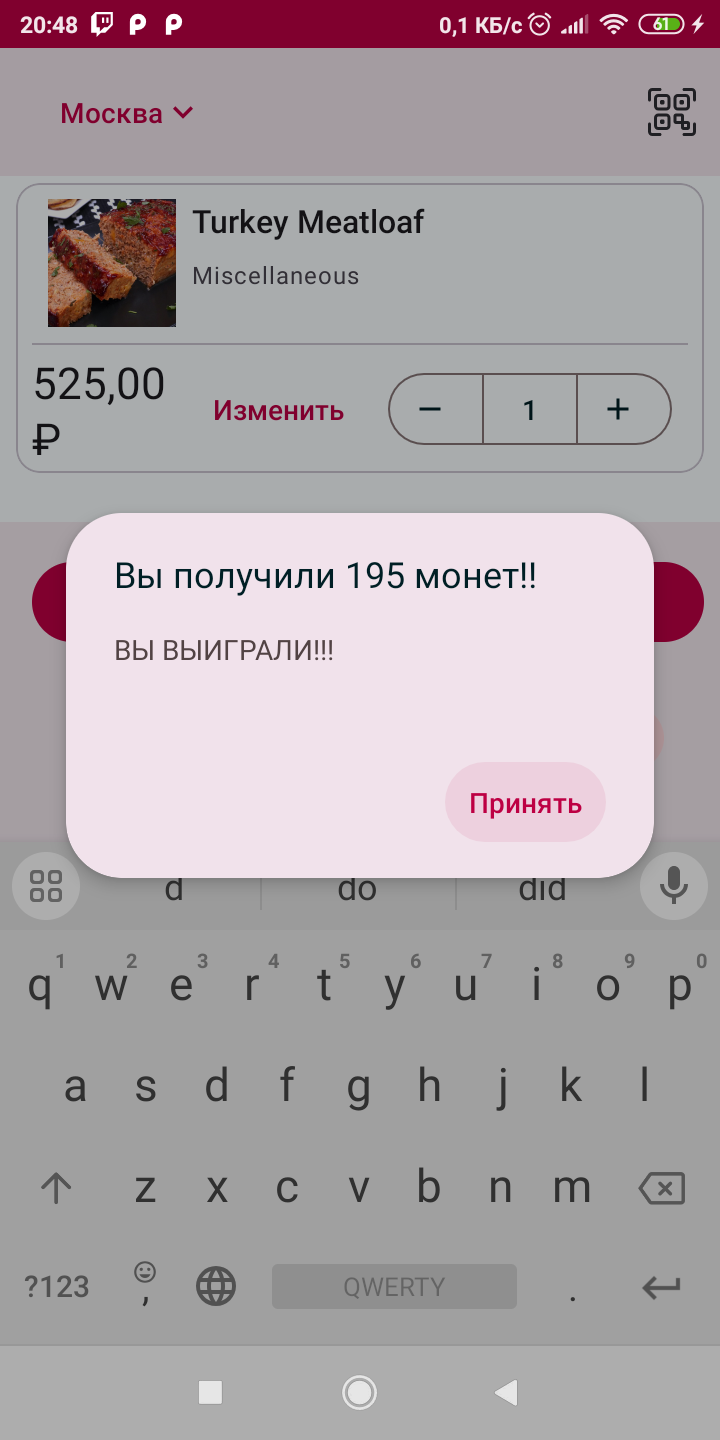 20:48 0,1 КБ/с 61
Москва
Turkey Meatloaf
Miscellaneous
525,00
₽
Изменить
1
Вы получили 195 монет!!
ВЫ ВЫИГРАЛИ!!!
Принять
d do did
1 2 3 4 5 6 7 8 9 0
q w e r t y u i o p
a s d f g h j k l
z x c v b n m
?123 , QWERTY .